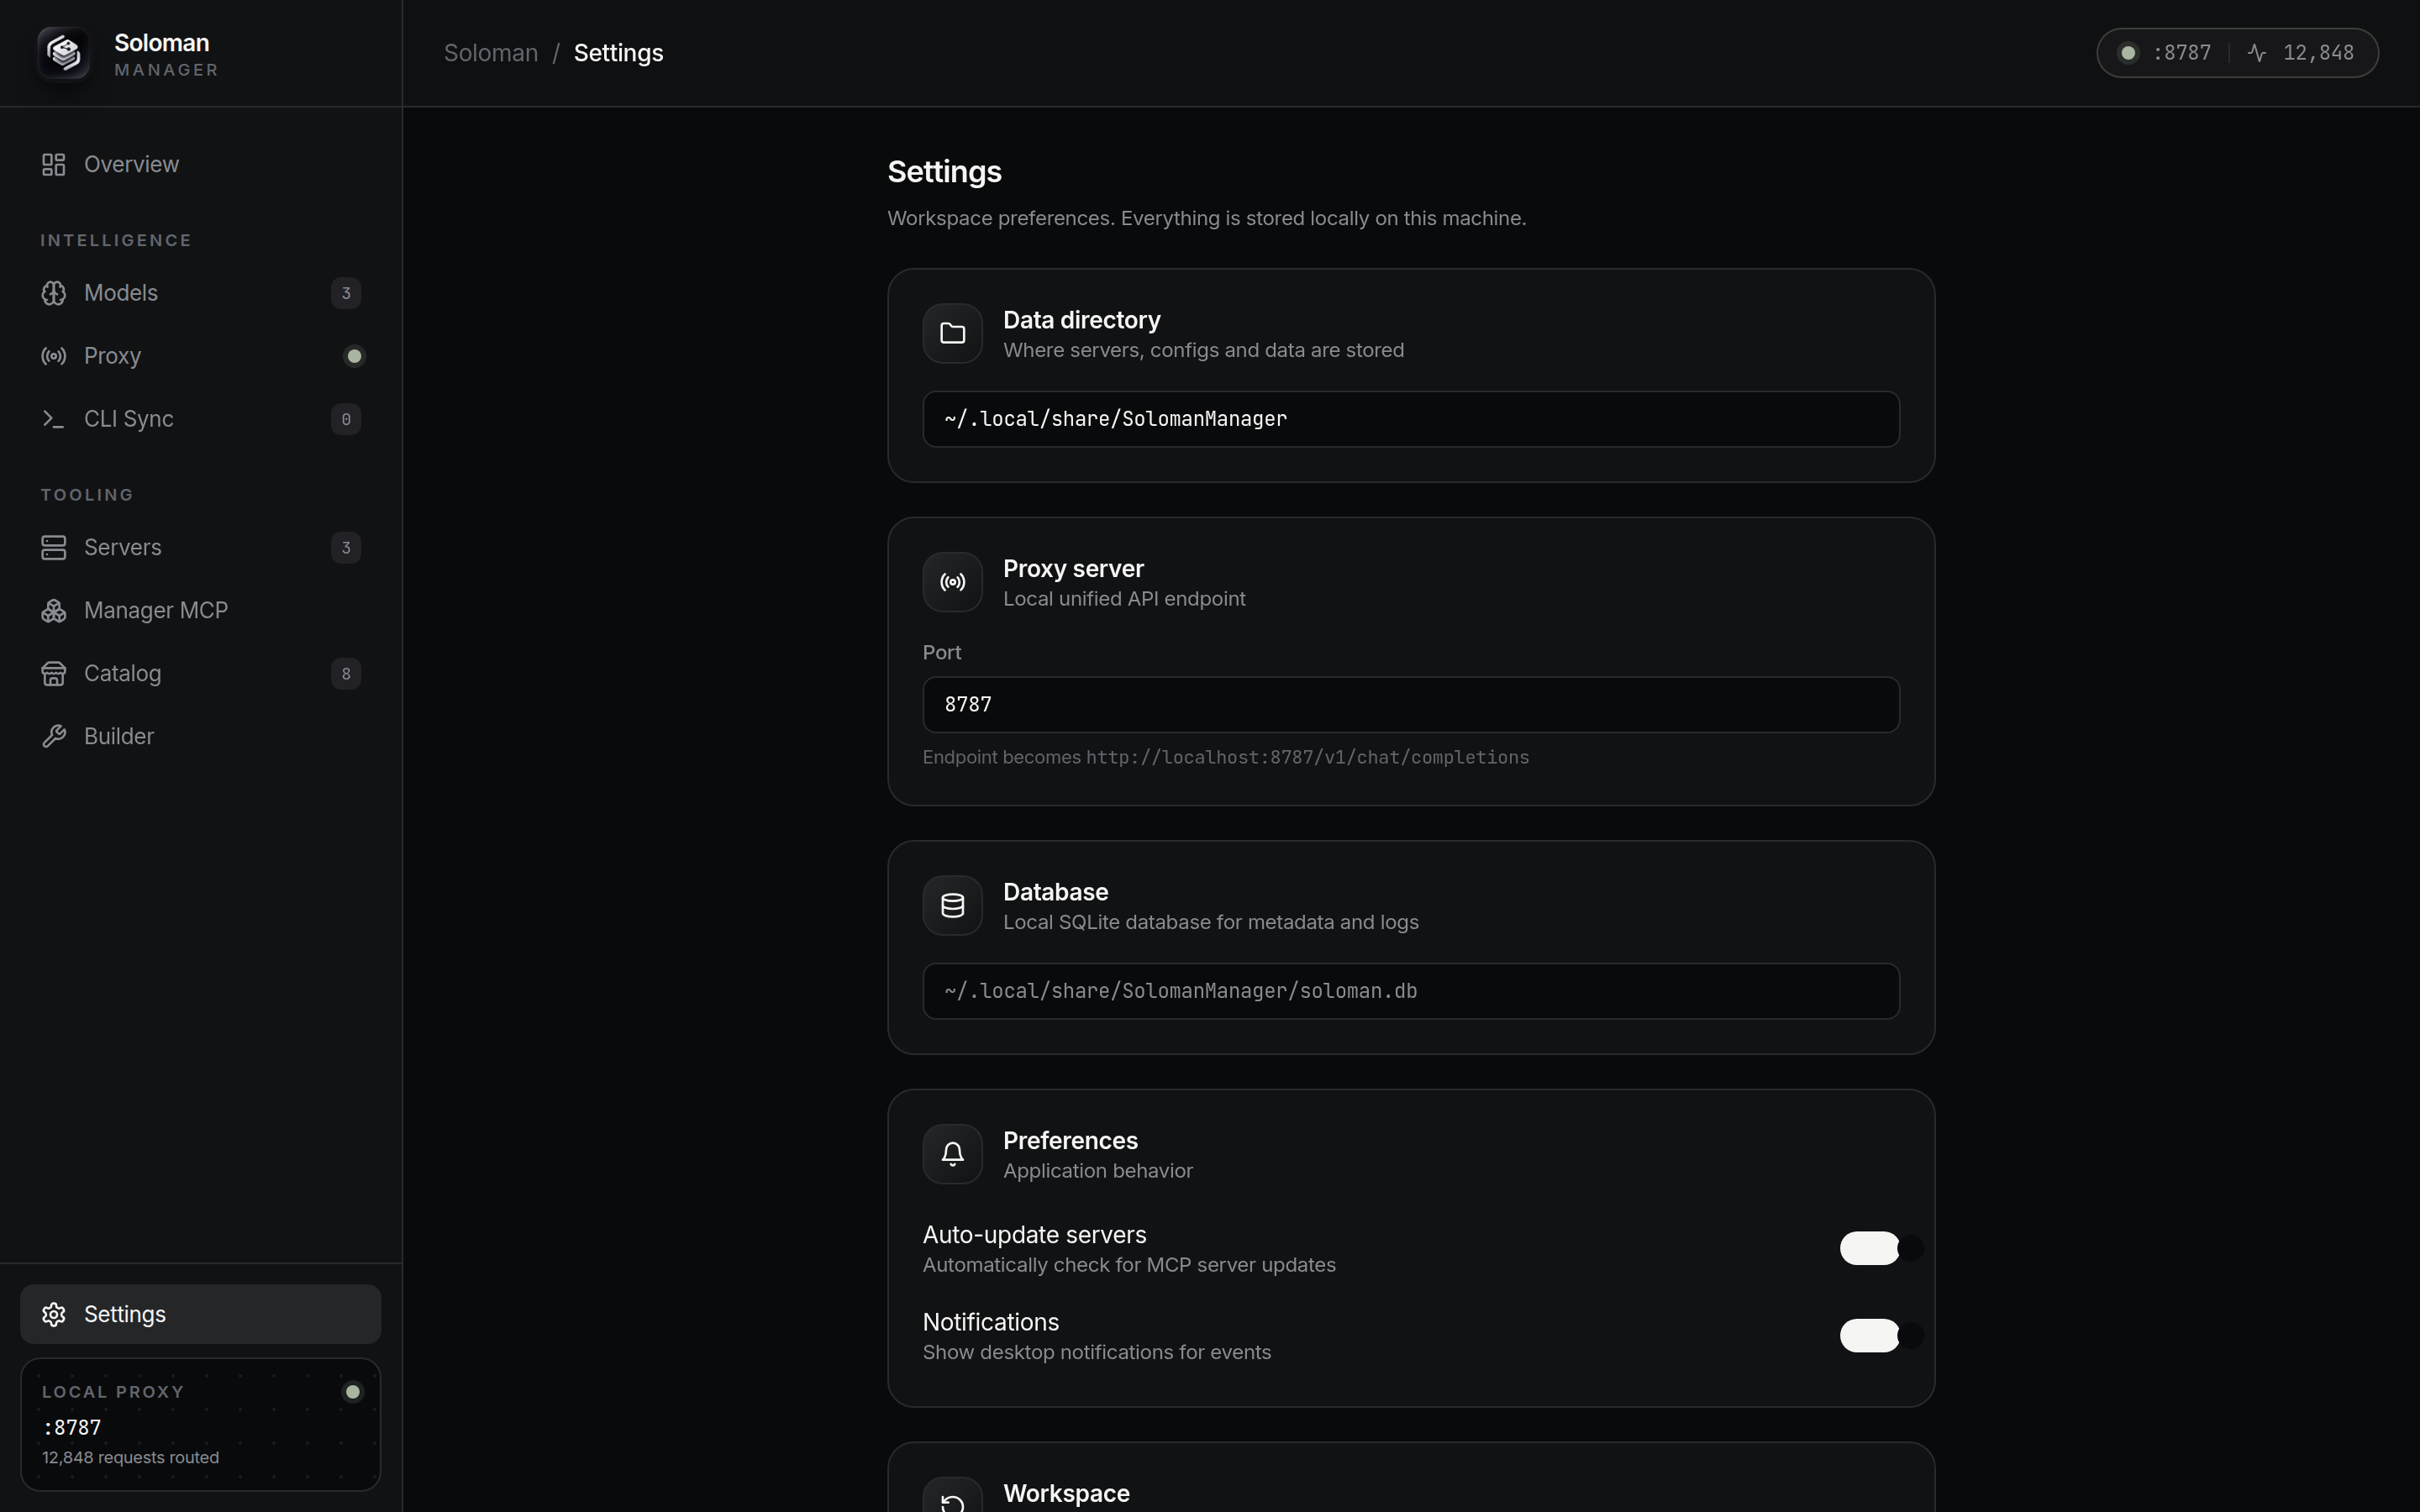 Soloman
MANAGER
Soloman / Settings
:8787 12,848
Overview
INTELLIGENCE
Models 3
Proxy
CLI Sync 0
TOOLING
Servers 3
Manager MCP
Catalog 8
Builder
Settings
LOCAL PROXY
:8787
12,848 requests routed
Settings
Workspace preferences. Everything is stored locally on this machine.
Data directory
Where servers, configs and data are stored
~/.local/share/SolomanManager
Proxy server
Local unified API endpoint
Port
8787
Endpoint becomes http://localhost:8787/v1/chat/completions
Database
Local SQLite database for metadata and logs
~/.local/share/SolomanManager/soloman.db
Preferences
Application behavior
Auto-update servers
Automatically check for MCP server updates
Notifications
Show desktop notifications for events
Workspace